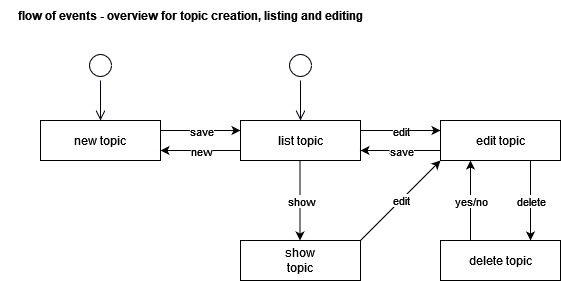 flow of events - overview for topic creation, listing and editing
new topic
save
new
list topic
edit
save
edit topic
show
edit
yes/no
delete
show
topic
delete topic